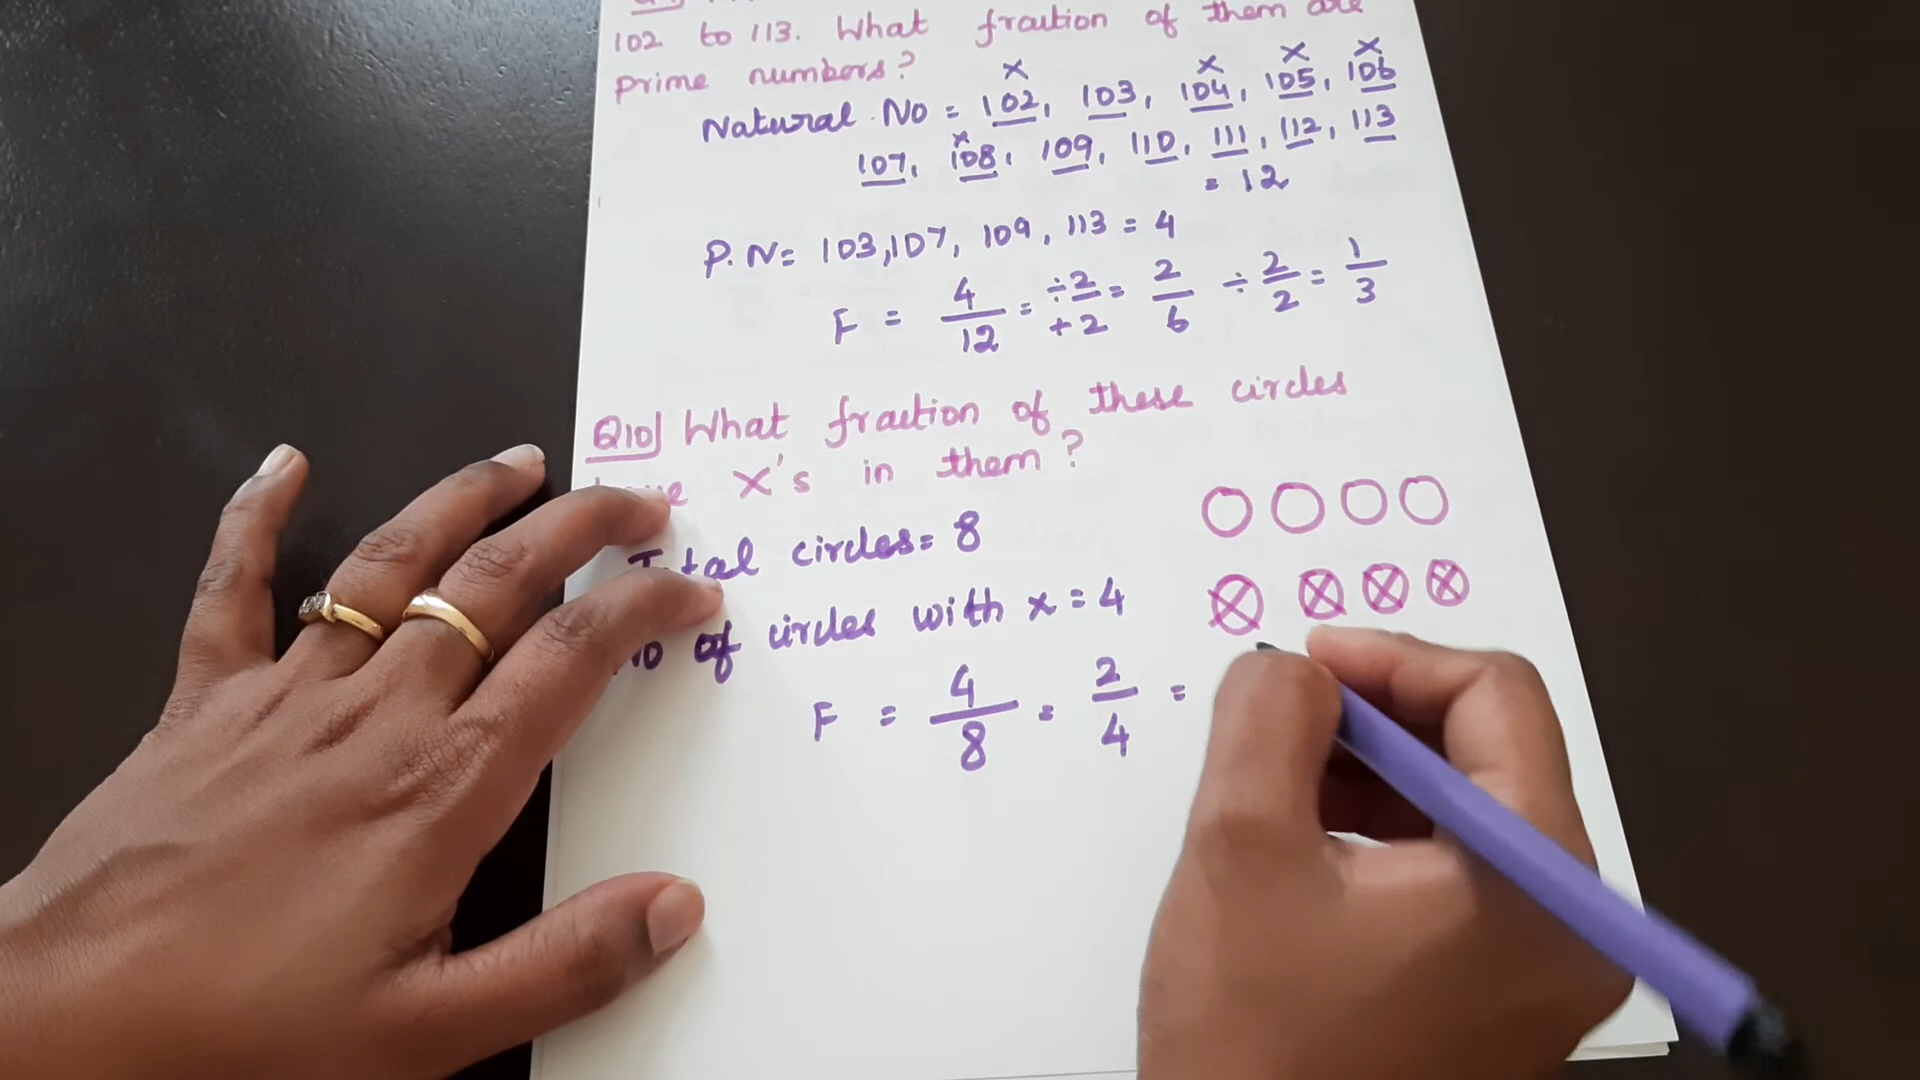 102 to 113. What fraction of them are
prime numbers?
x x x x
Natural No = 102, 103, 104, 105, 106
x
107, 108, 109, 110, 111, 112, 113
= 12
P.N = 103, 107, 109, 113 = 4
F = 4/12 = ÷2/+2 = 2/6 ÷ 2/2 = 1/3
Q10] What fraction of these circles
X's in them?
circles = 8
of circles with x = 4
F = 4/8 = 2/4 =